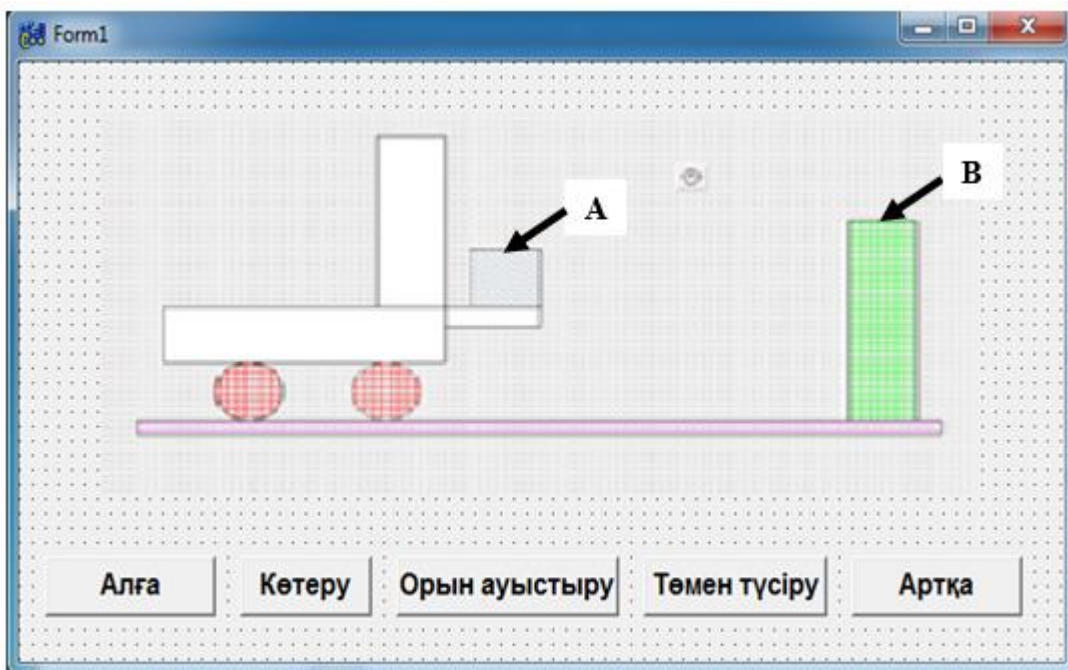 Form1
A
B
Алға
Көтеру
Орын ауыстыру
Төмен түсіру
Артқа